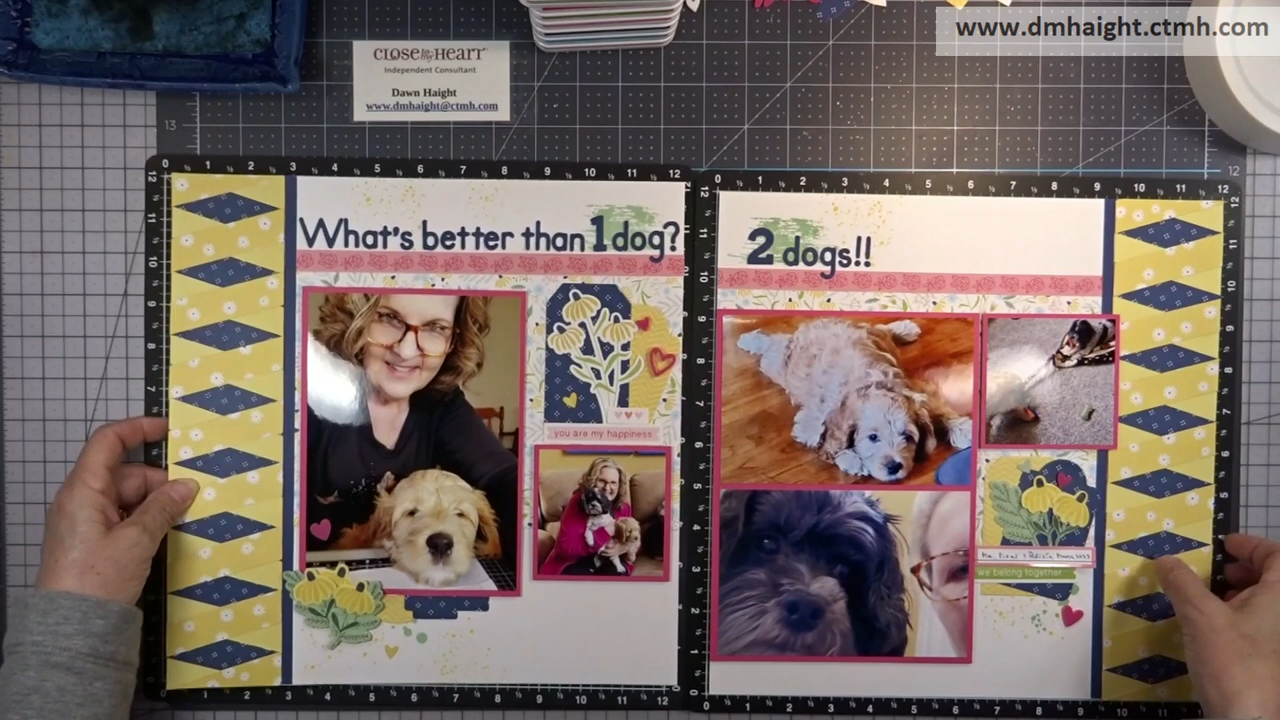 www.dmhaight.ctmh.com
CLOSE TO MY HEART
Independent Consultant
Dawn Haight
www.dmhaight@ctmh.com
What's better than 1 dog?
2 dogs!!
you are my happiness
we belong together